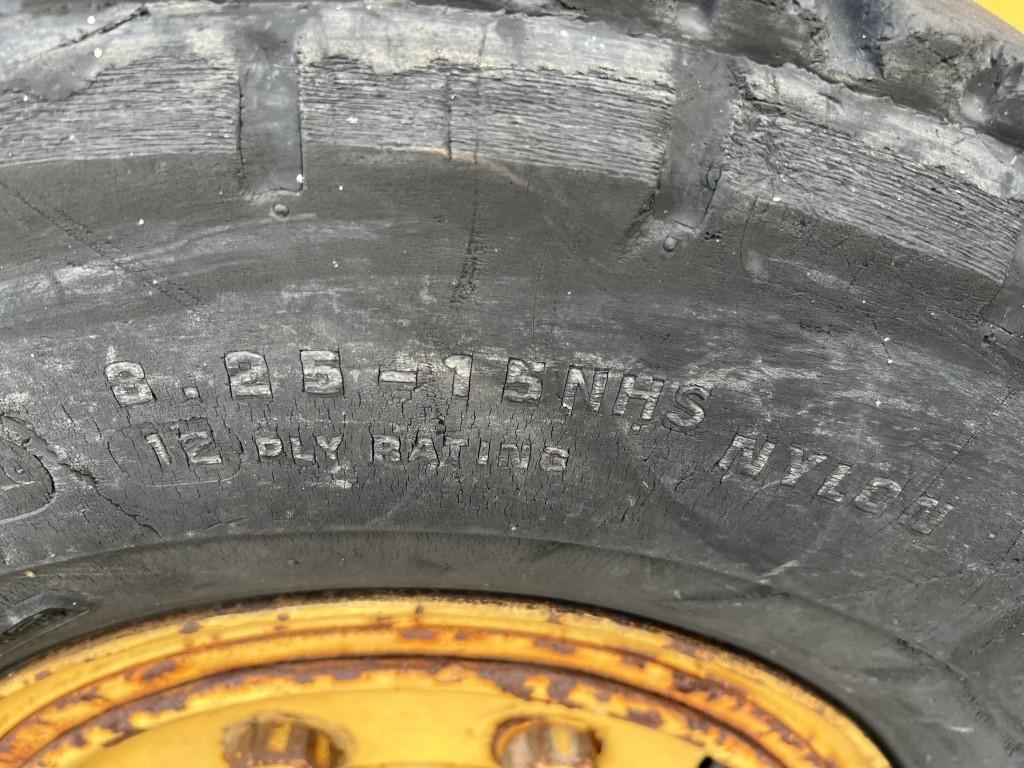 8.25-15NHS
12 PLY RATING
NYLON